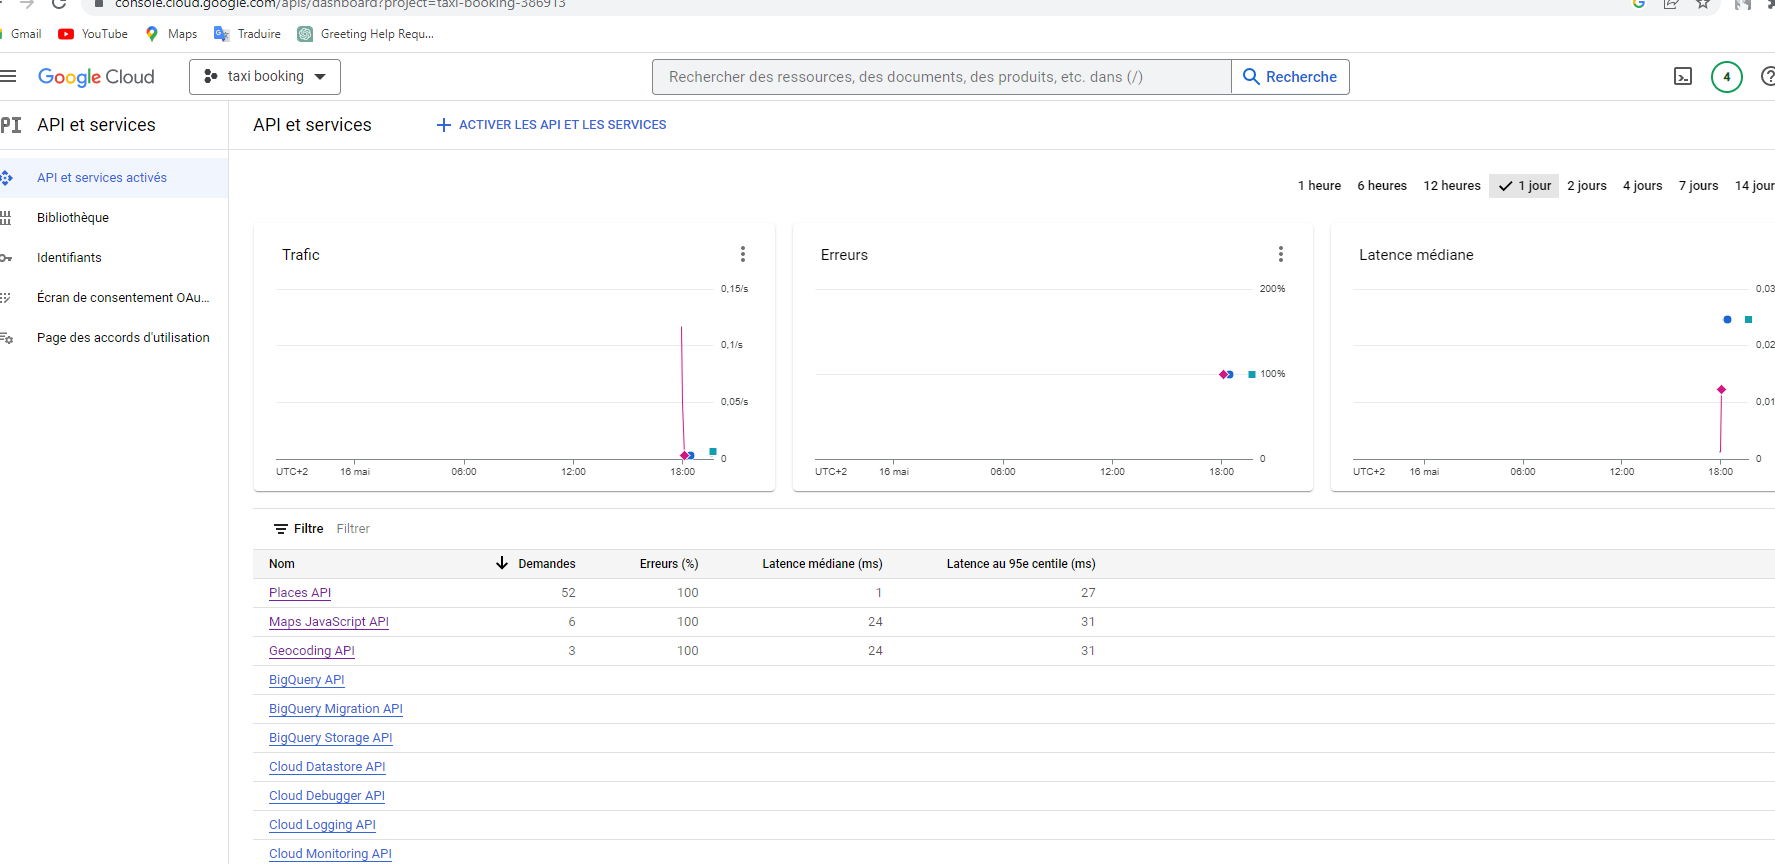 console.cloud.google.com/apis/dashboard?project=taxi-booking-386913
Gmail YouTube Maps Traduire Greeting Help Requ...
Google Cloud taxi booking Rechercher des ressources, des documents, des produits, etc. dans (/) Recherche 4
API et services API et services ACTIVER LES API ET LES SERVICES
API et services activés
Bibliothèque
Identifiants
Écran de consentement OAu...
Page des accords d'utilisation
1 heure 6 heures 12 heures 1 jour 2 jours 4 jours 7 jours 14 jour
Trafic
0,15/s
0,1/s
0,05/s
0
UTC+2 16 mai 06:00 12:00 18:00
Erreurs
200%
100%
0
UTC+2 16 mai 06:00 12:00 18:00
Latence médiane
0,03
0,02
0,01
0
UTC+2 16 mai 06:00 12:00 18:00
Filtre Filtrer
Nom Demandes Erreurs (%) Latence médiane (ms) Latence au 95e centile (ms)
Places API 52 100 1 27
Maps JavaScript API 6 100 24 31
Geocoding API 3 100 24 31
BigQuery API
BigQuery Migration API
BigQuery Storage API
Cloud Datastore API
Cloud Debugger API
Cloud Logging API
Cloud Monitoring API